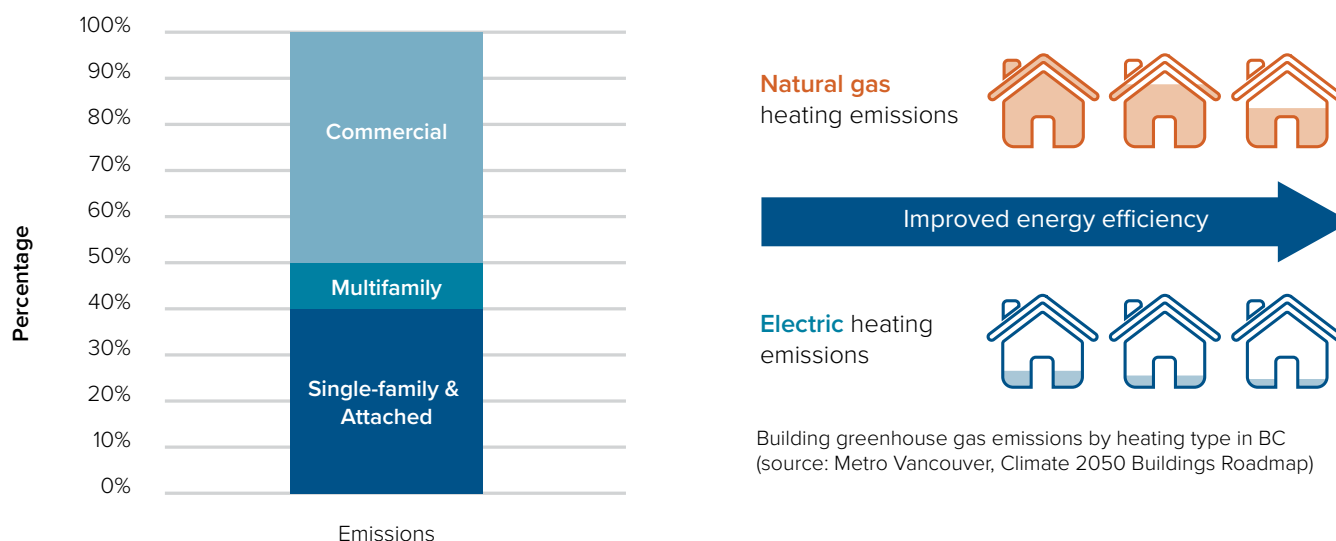 100%
90%
80%
70%
60%
50%
40%
30%
20%
10%
0%
Percentage
Commercial
Multifamily
Single-family &
Attached
Emissions
Natural gas
heating emissions
Improved energy efficiency
Electric heating
emissions
Building greenhouse gas emissions by heating type in BC
(source: Metro Vancouver, Climate 2050 Buildings Roadmap)